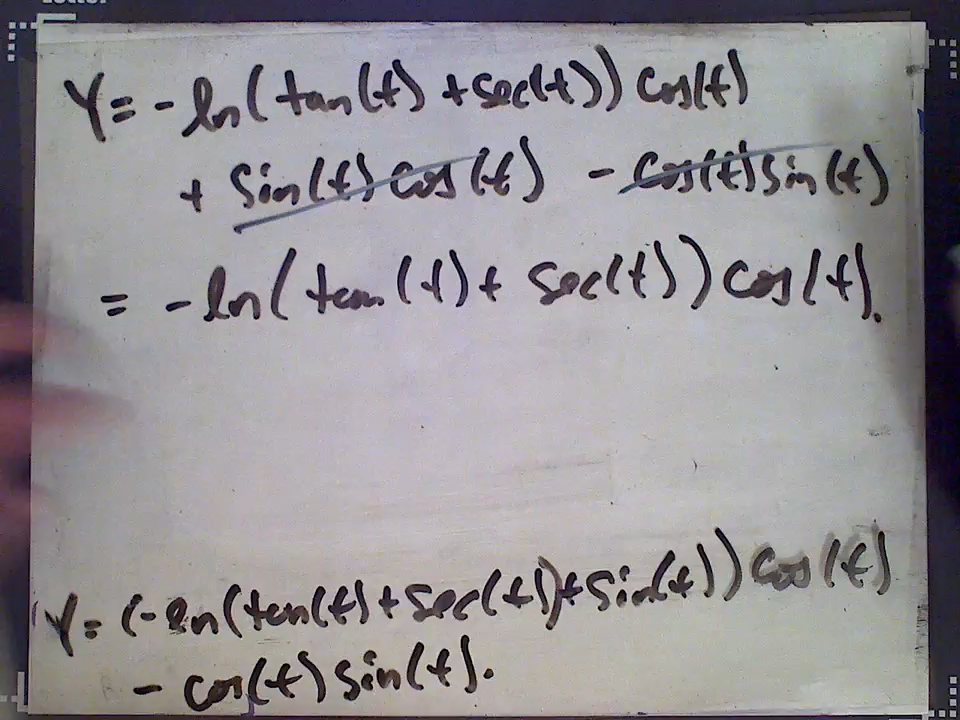 Y = -ln(tan(t) + sec(t)) cos(t)
+ sin(t) cos(t) - cos(t) sin(t)
= -ln(tan(t) + sec(t)) cos(t).
Y = (-ln(tan(t) + sec(t)) + sin(t)) cos(t)
- cos(t) sin(t).